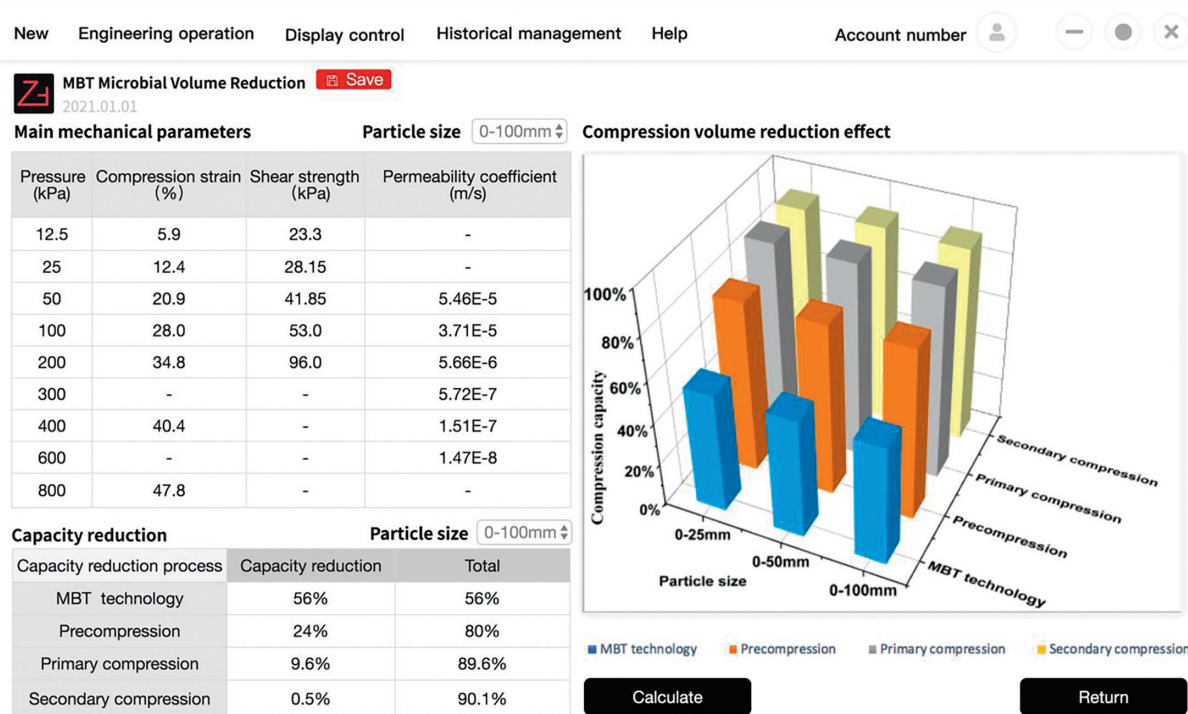 New Engineering operation Display control Historical management Help Account number
MBT Microbial Volume Reduction Save
2021.01.01
Main mechanical parameters Particle size 0-100mm
Pressure (kPa) Compression strain (%) Shear strength (kPa) Permeability coefficient (m/s)
12.5 5.9 23.3 -
25 12.4 28.15 -
50 20.9 41.85 5.46E-5
100 28.0 53.0 3.71E-5
200 34.8 96.0 5.66E-6
300 - - 5.72E-7
400 40.4 - 1.51E-7
600 - - 1.47E-8
800 47.8 - -
Capacity reduction Particle size 0-100mm
Capacity reduction process Capacity reduction Total
MBT technology 56% 56%
Precompression 24% 80%
Primary compression 9.6% 89.6%
Secondary compression 0.5% 90.1%
Compression volume reduction effect
Compression capacity
100%
80%
60%
40%
20%
0%
0-25mm
0-50mm
0-100mm
Particle size
Secondary compression
Primary compression
Precompression
MBT technology
MBT technology Precompression Primary compression Secondary compression
Calculate Return